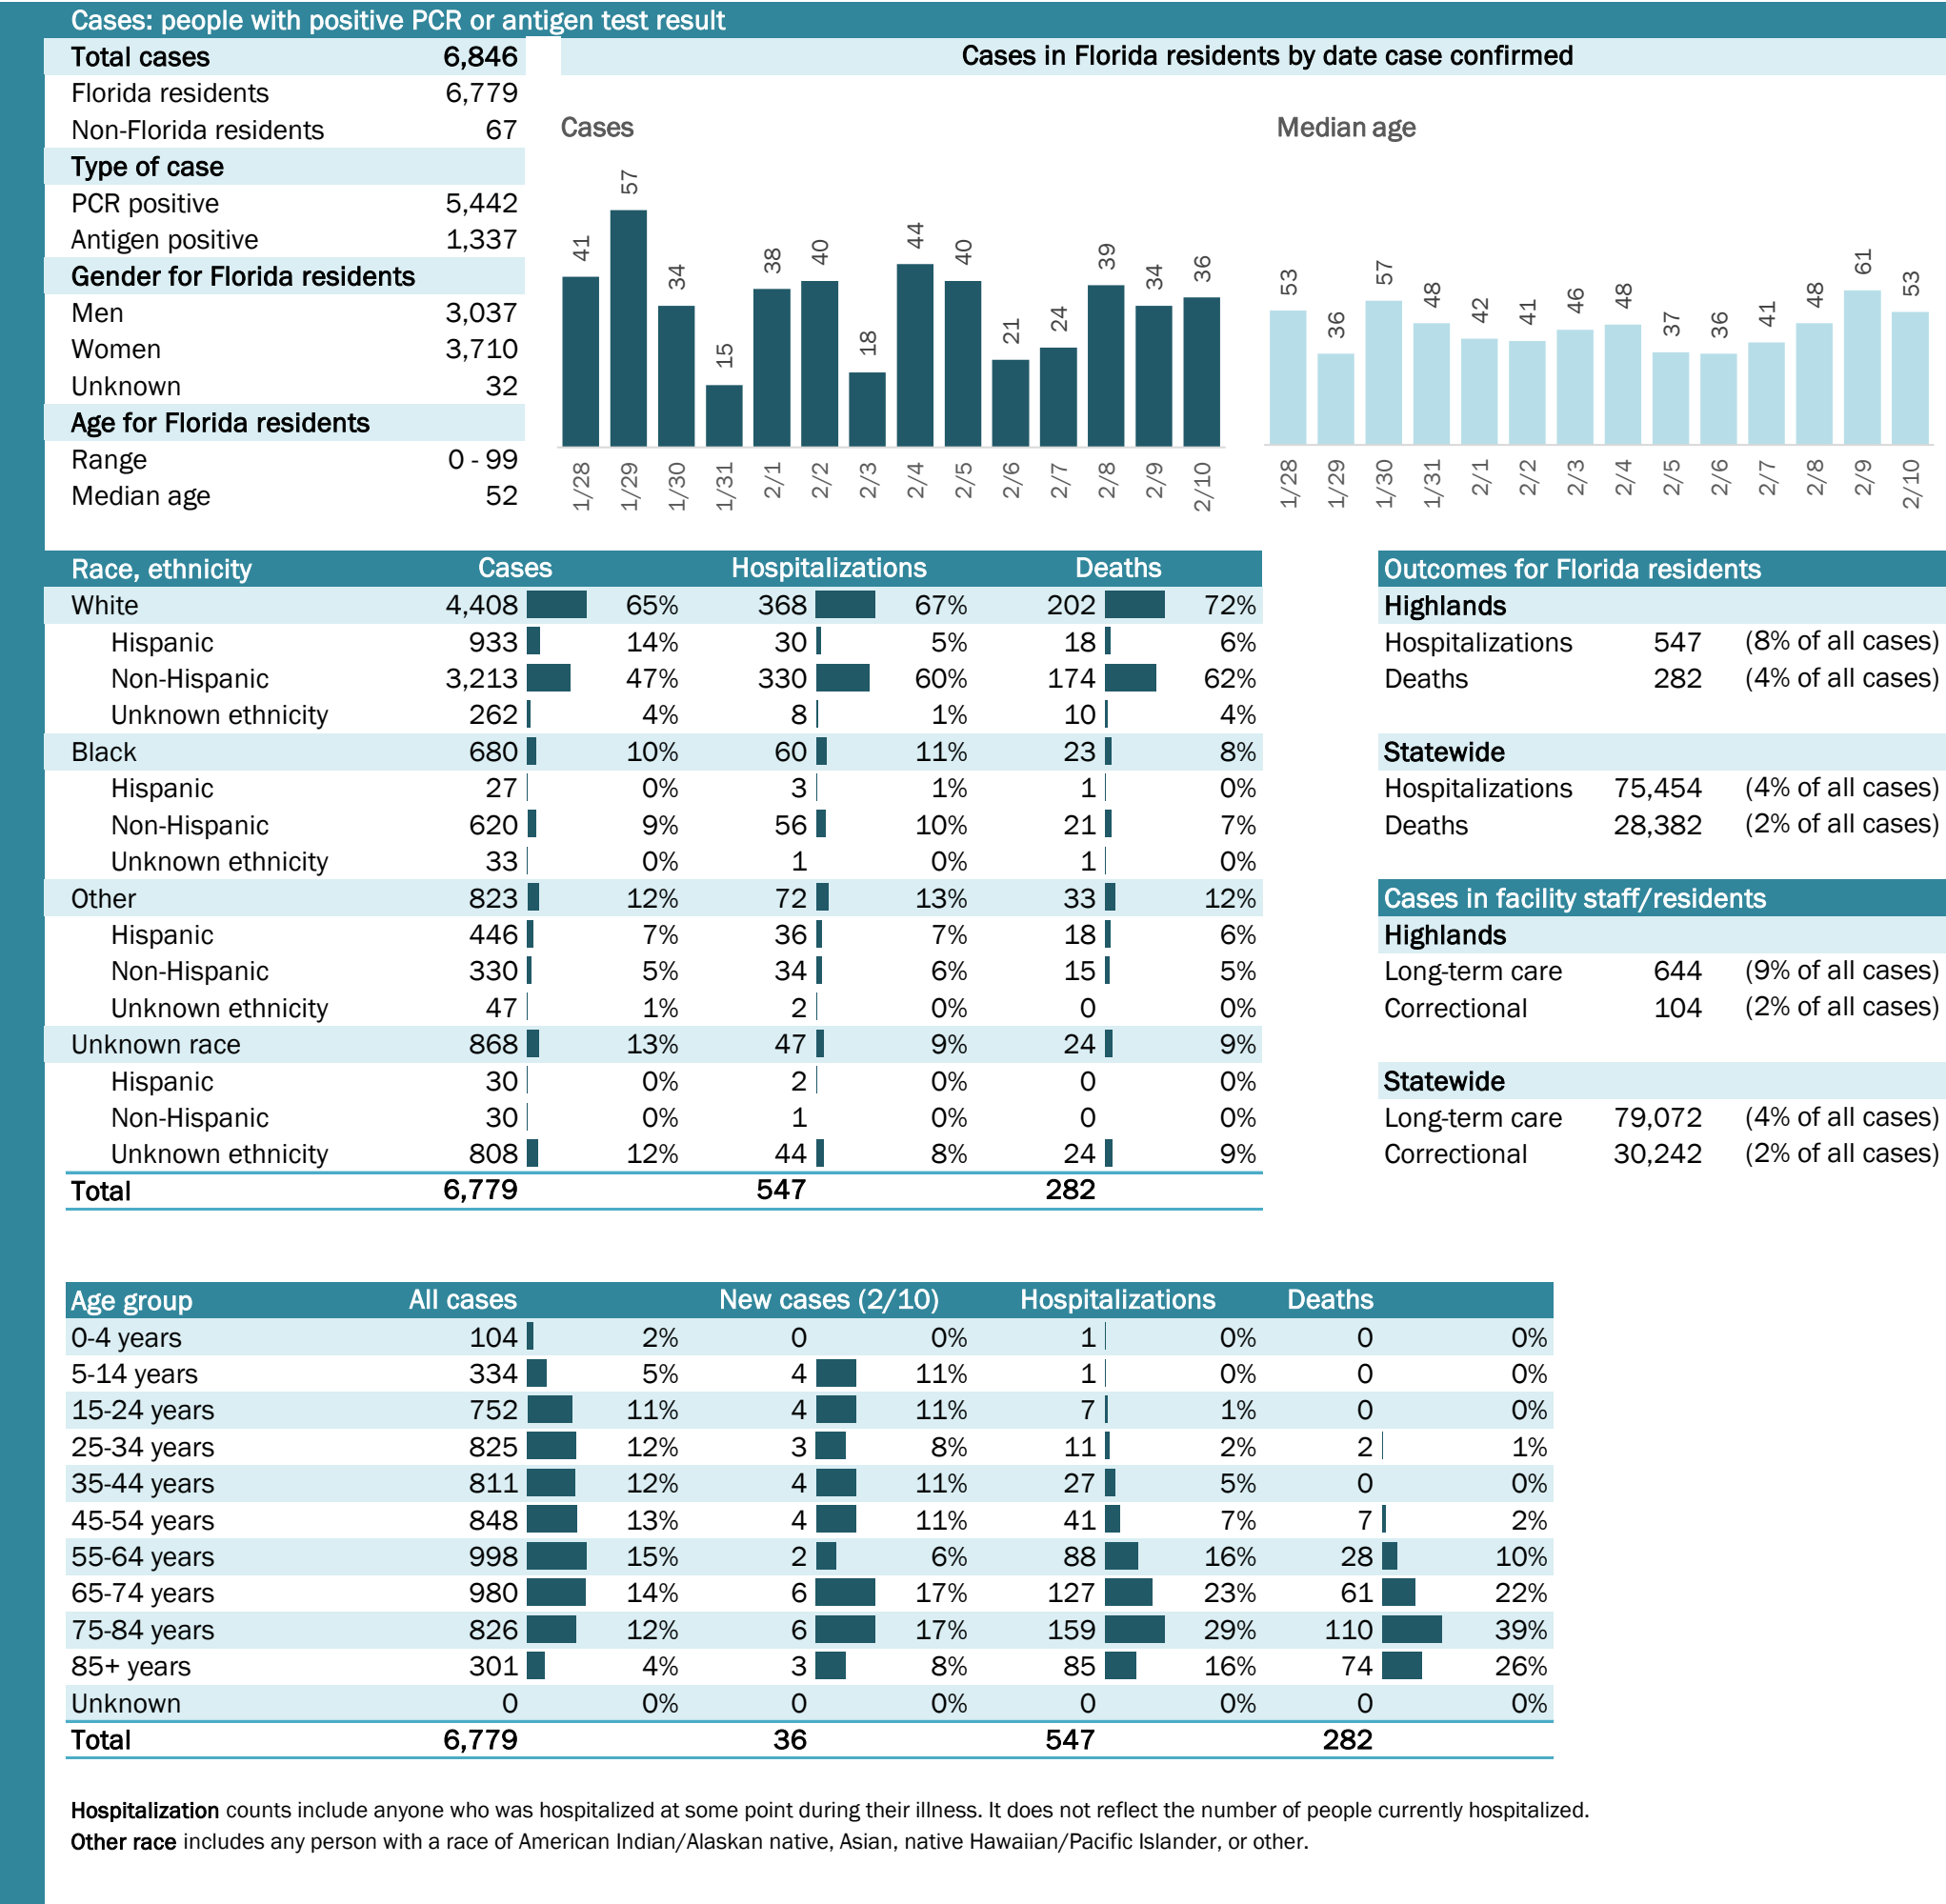 Cases: people with positive PCR or antigen test result
Total cases 6,846
Florida residents 6,779
Non-Florida residents 67
Type of case
PCR positive 5,442
Antigen positive 1,337
Gender for Florida residents
Men 3,037
Women 3,710
Unknown 32
Age for Florida residents
Range 0 - 99
Median age 52
Cases in Florida residents by date case confirmed
Cases
41 57 34 15 38 40 18 44 40 21 24 39 34 36
1/28 1/29 1/30 1/31 2/1 2/2 2/3 2/4 2/5 2/6 2/7 2/8 2/9 2/10
Median age
53 36 57 48 42 41 46 48 37 36 41 48 61 53
1/28 1/29 1/30 1/31 2/1 2/2 2/3 2/4 2/5 2/6 2/7 2/8 2/9 2/10
Race, ethnicity Cases Hospitalizations Deaths
White 4,408 65% 368 67% 202 72%
Hispanic 933 14% 30 5% 18 6%
Non-Hispanic 3,213 47% 330 60% 174 62%
Unknown ethnicity 262 4% 8 1% 10 4%
Black 680 10% 60 11% 23 8%
Hispanic 27 0% 3 1% 1 0%
Non-Hispanic 620 9% 56 10% 21 7%
Unknown ethnicity 33 0% 1 0% 1 0%
Other 823 12% 72 13% 33 12%
Hispanic 446 7% 36 7% 18 6%
Non-Hispanic 330 5% 34 6% 15 5%
Unknown ethnicity 47 1% 2 0% 0 0%
Unknown race 868 13% 47 9% 24 9%
Hispanic 30 0% 2 0% 0 0%
Non-Hispanic 30 0% 1 0% 0 0%
Unknown ethnicity 808 12% 44 8% 24 9%
Total 6,779 547 282
Outcomes for Florida residents
Highlands
Hospitalizations 547 (8% of all cases)
Deaths 282 (4% of all cases)
Statewide
Hospitalizations 75,454 (4% of all cases)
Deaths 28,382 (2% of all cases)
Cases in facility staff/residents
Highlands
Long-term care 644 (9% of all cases)
Correctional 104 (2% of all cases)
Statewide
Long-term care 79,072 (4% of all cases)
Correctional 30,242 (2% of all cases)
Age group All cases New cases (2/10) Hospitalizations Deaths
0-4 years 104 2% 0 0% 1 0% 0 0%
5-14 years 334 5% 4 11% 1 0% 0 0%
15-24 years 752 11% 4 11% 7 1% 0 0%
25-34 years 825 12% 3 8% 11 2% 2 1%
35-44 years 811 12% 4 11% 27 5% 0 0%
45-54 years 848 13% 4 11% 41 7% 7 2%
55-64 years 998 15% 2 6% 88 16% 28 10%
65-74 years 980 14% 6 17% 127 23% 61 22%
75-84 years 826 12% 6 17% 159 29% 110 39%
85+ years 301 4% 3 8% 85 16% 74 26%
Unknown 0 0% 0 0% 0 0% 0 0%
Total 6,779 36 547 282
Hospitalization counts include anyone who was hospitalized at some point during their illness. It does not reflect the number of people currently hospitalized.
Other race includes any person with a race of American Indian/Alaskan native, Asian, native Hawaiian/Pacific Islander, or other.